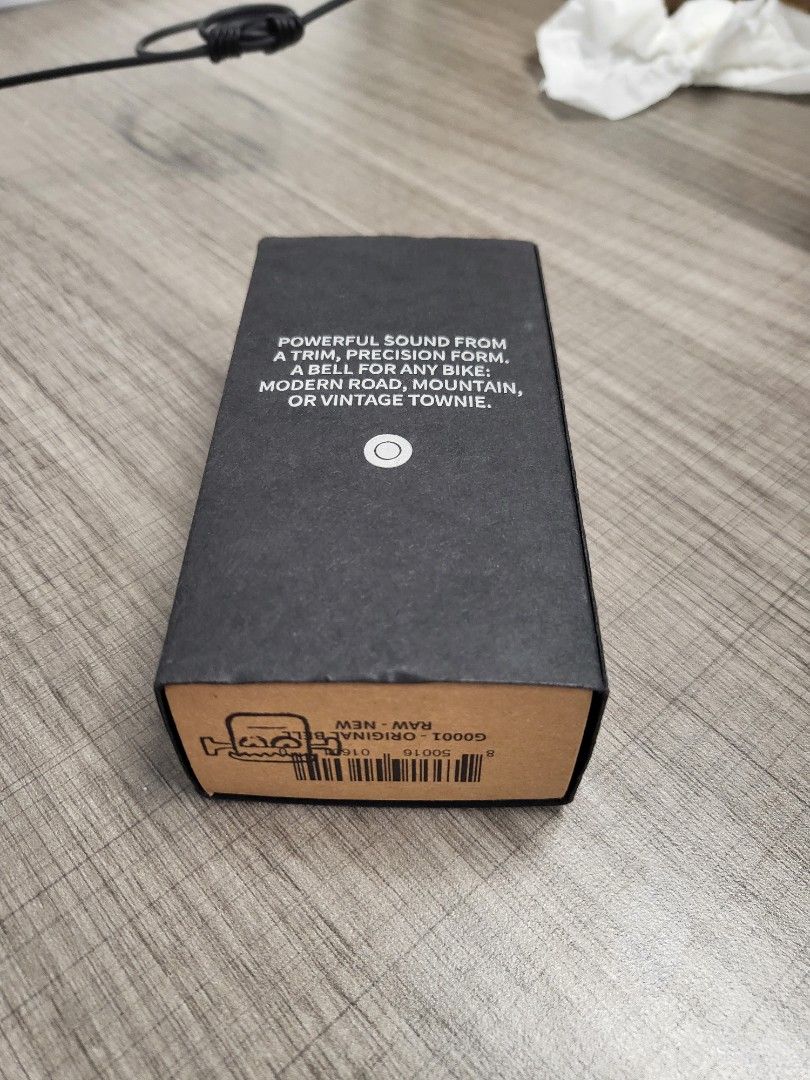 POWERFUL SOUND FROM
A TRIM, PRECISION FORM.
A BELL FOR ANY BIKE:
MODERN ROAD, MOUNTAIN,
OR VINTAGE TOWNIE.
8 50016 016
G0001 - ORIGINAL BELL
RAW - NEW